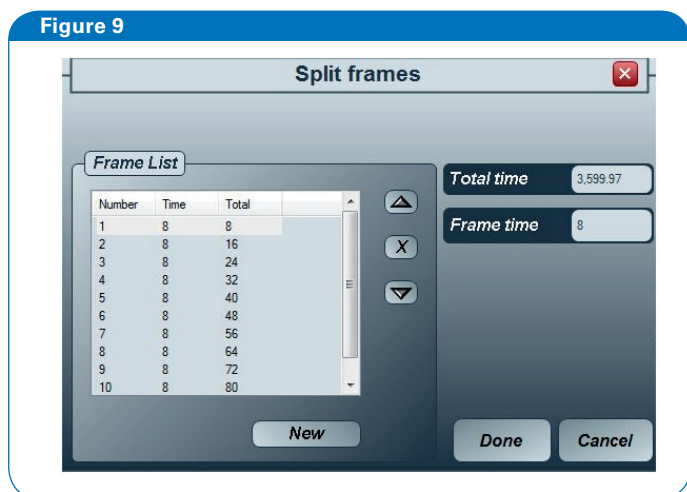 Figure 9
Split frames
Frame List
Number Time Total
1 8 8
2 8 16
3 8 24
4 8 32
5 8 40
6 8 48
7 8 56
8 8 64
9 8 72
10 8 80
X
New
Total time 3,599.97
Frame time 8
Done Cancel